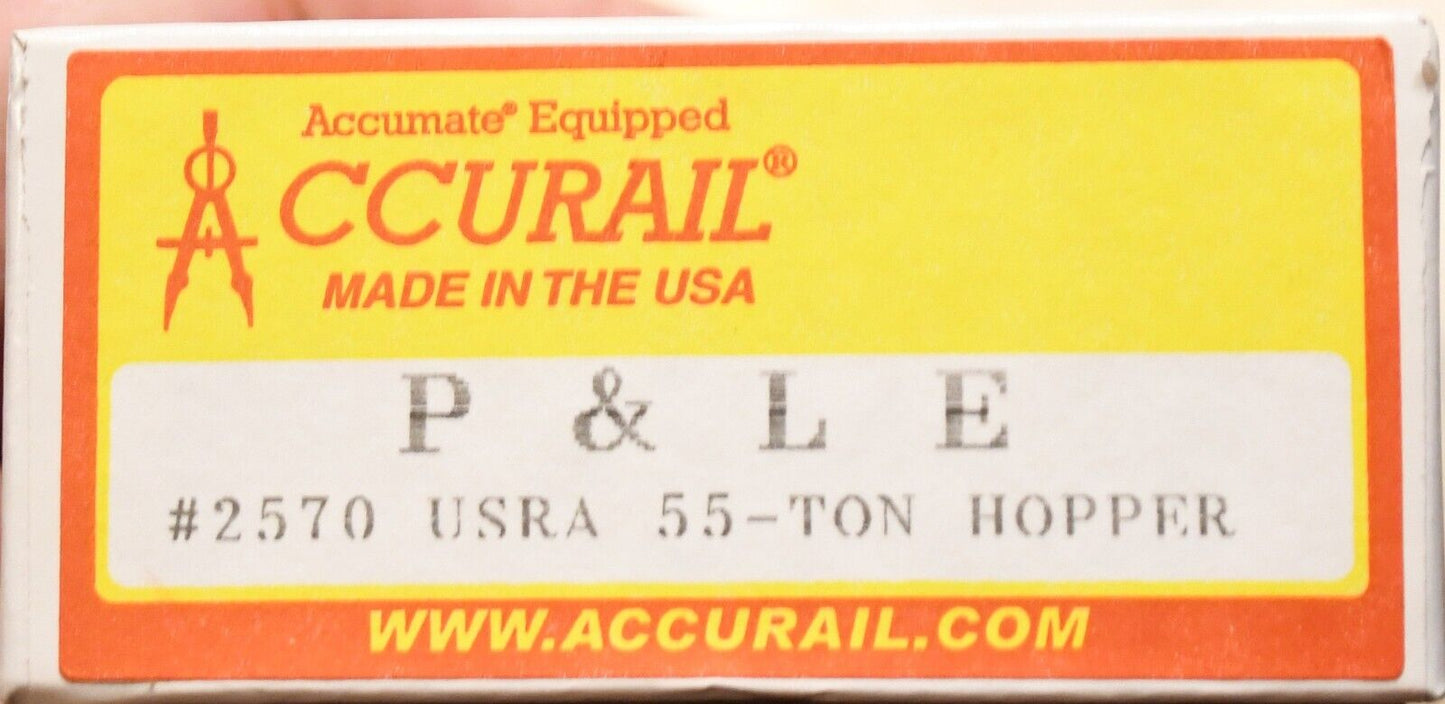 Accumate® Equipped
ACCURAIL®
MADE IN THE USA
P & L E
#2570 USRA 55-TON HOPPER
WWW.ACCURAIL.COM